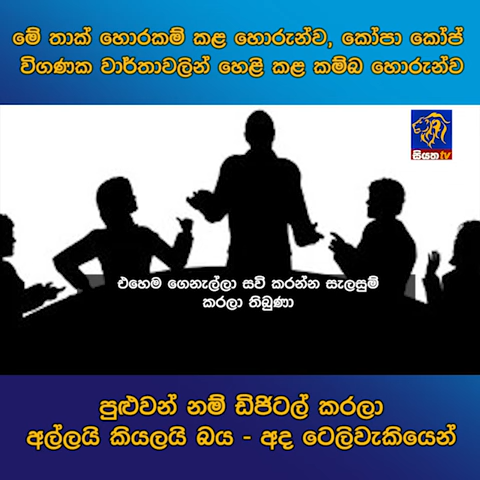 මේ තාක් හොරකම් කළ හොරුන්ව, කෝපා කෝප්
විගණක වාර්තාවලින් හෙළි කළ කම්බ හොරුන්ව
සියත tv
එහෙම ගෙනැල්ලා සවි කරන්න සැලසුම්
කරලා තිබුණා
පුළුවන් නම් ඩිජිටල් කරලා
අල්ලයි කියලයි බය - අද ටෙලිවැකියෙන්